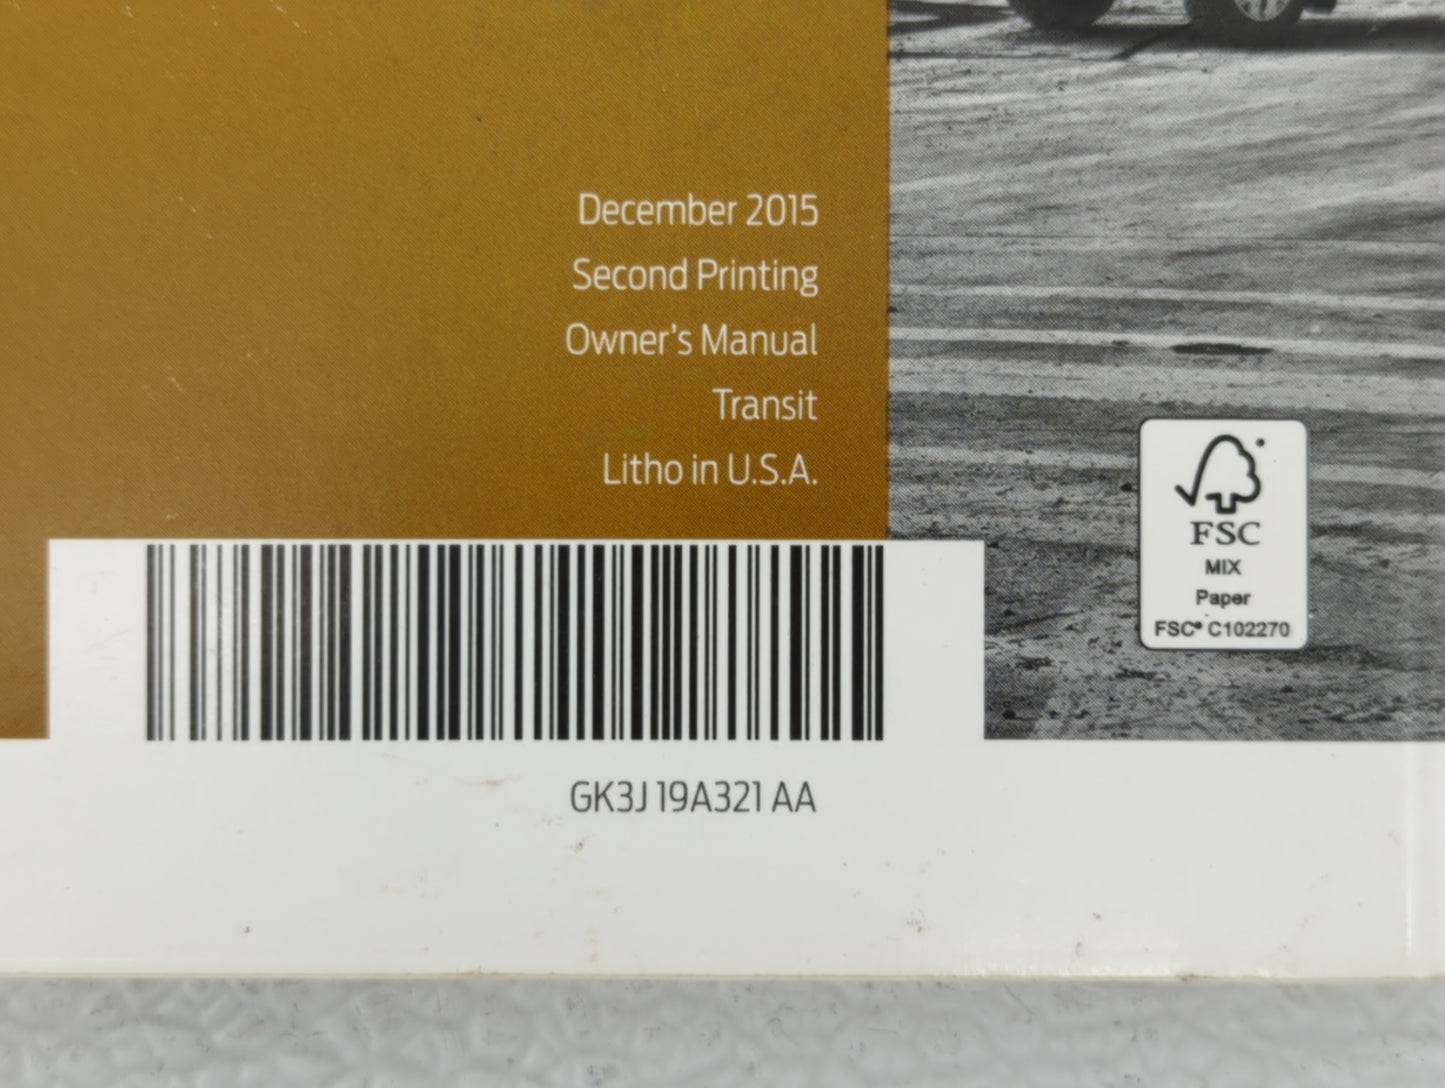 December 2015
Second Printing
Owner's Manual
Transit
Litho in U.S.A.
FSC
MIX
Paper
FSC® C102270
GK3J 19A321 AA